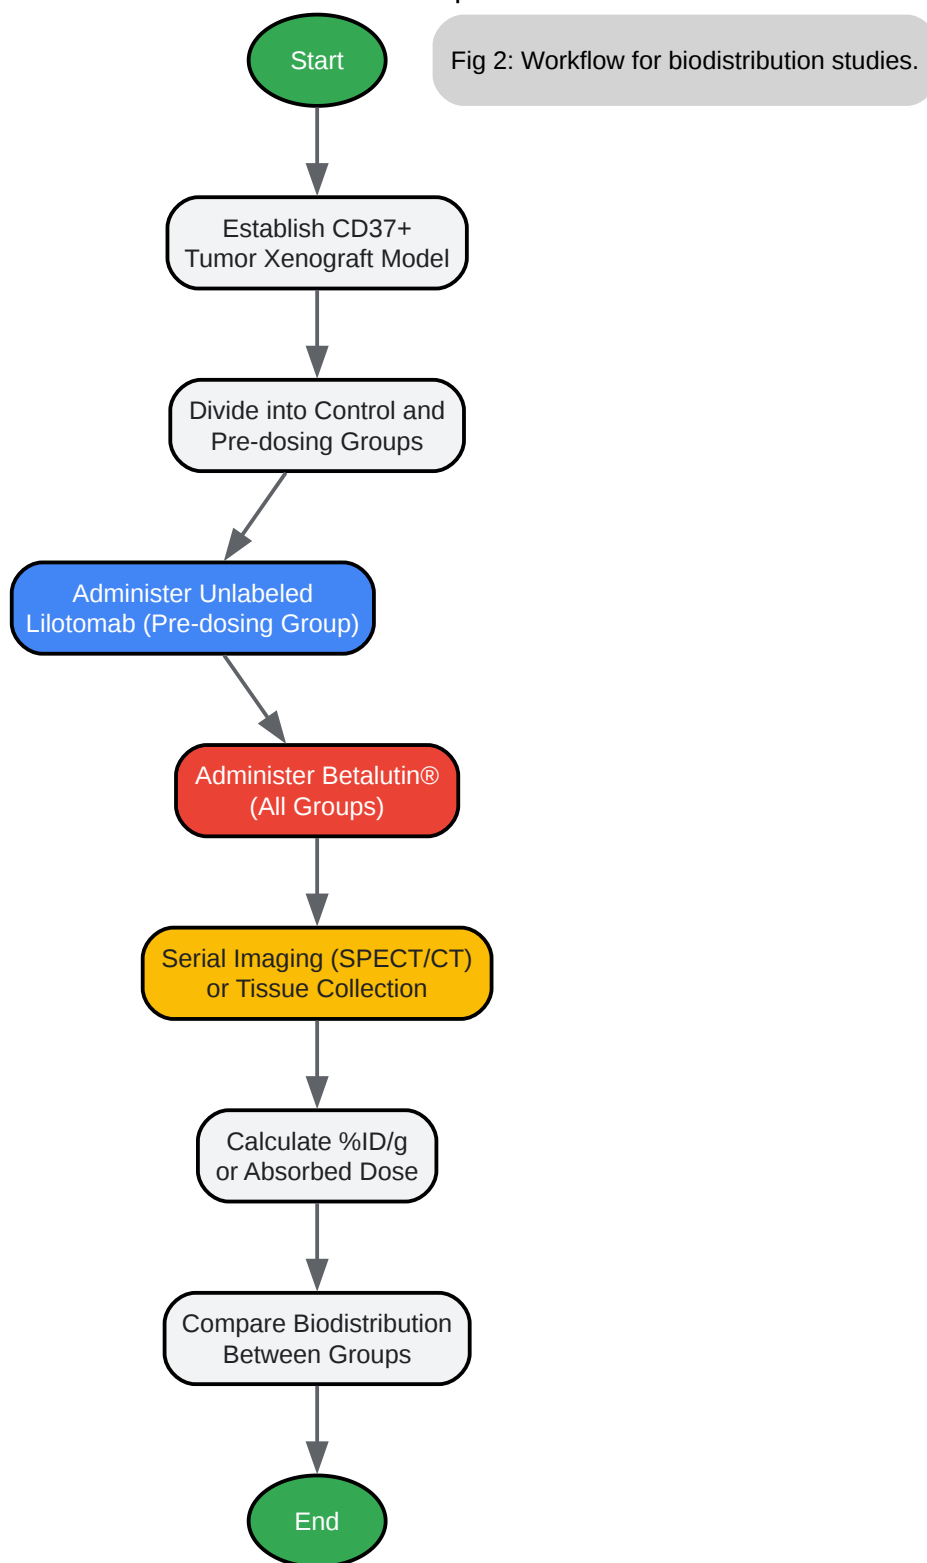 Start
Fig 2: Workflow for biodistribution studies.
Establish CD37+
Tumor Xenograft Model
Divide into Control and
Pre-dosing Groups
Administer Unlabeled
Lilotomab (Pre-dosing Group)
Administer Betalutin®
(All Groups)
Serial Imaging (SPECT/CT)
or Tissue Collection
Calculate %ID/g
or Absorbed Dose
Compare Biodistribution
Between Groups
End